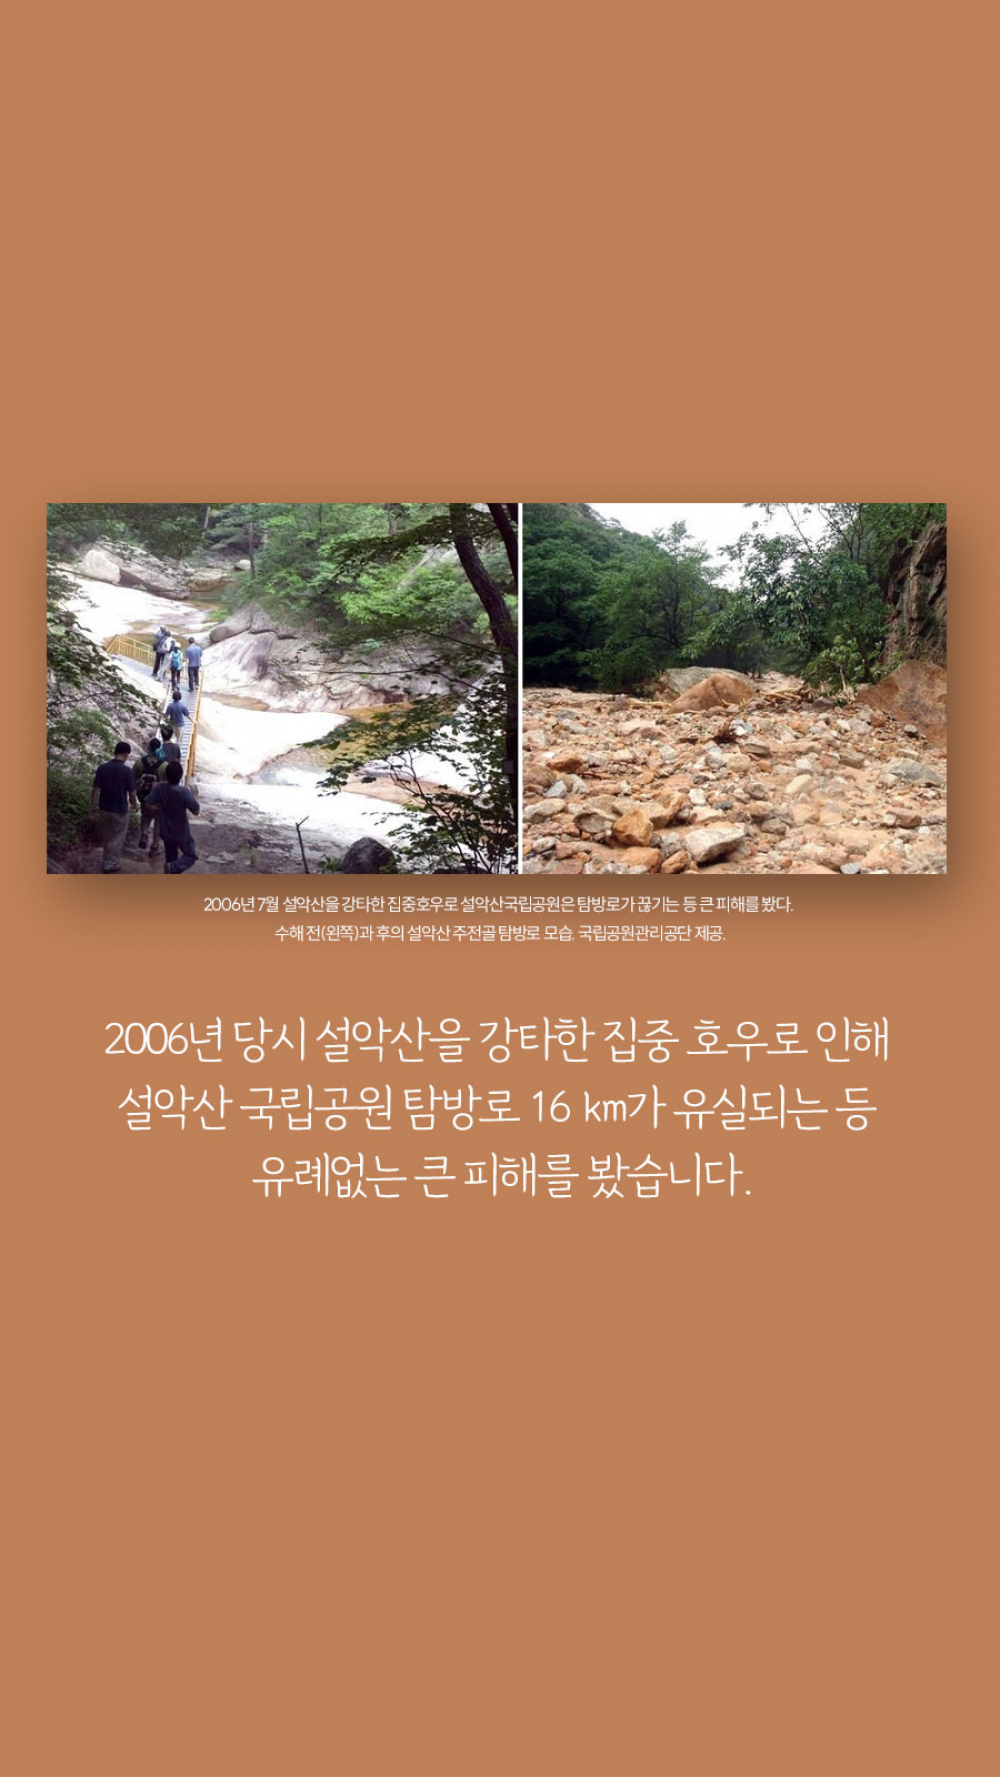 2006년 7월 설악산을 강타한 집중호우로 설악산국립공원은 탐방로가 끊기는 등 큰 피해를 봤다.
수해 전(왼쪽)과 후의 설악산 주전골 탐방로 모습. 국립공원관리공단 제공.
2006년 당시 설악산을 강타한 집중 호우로 인해
설악산 국립공원 탐방로 16 km가 유실되는 등
유례없는 큰 피해를 봤습니다.